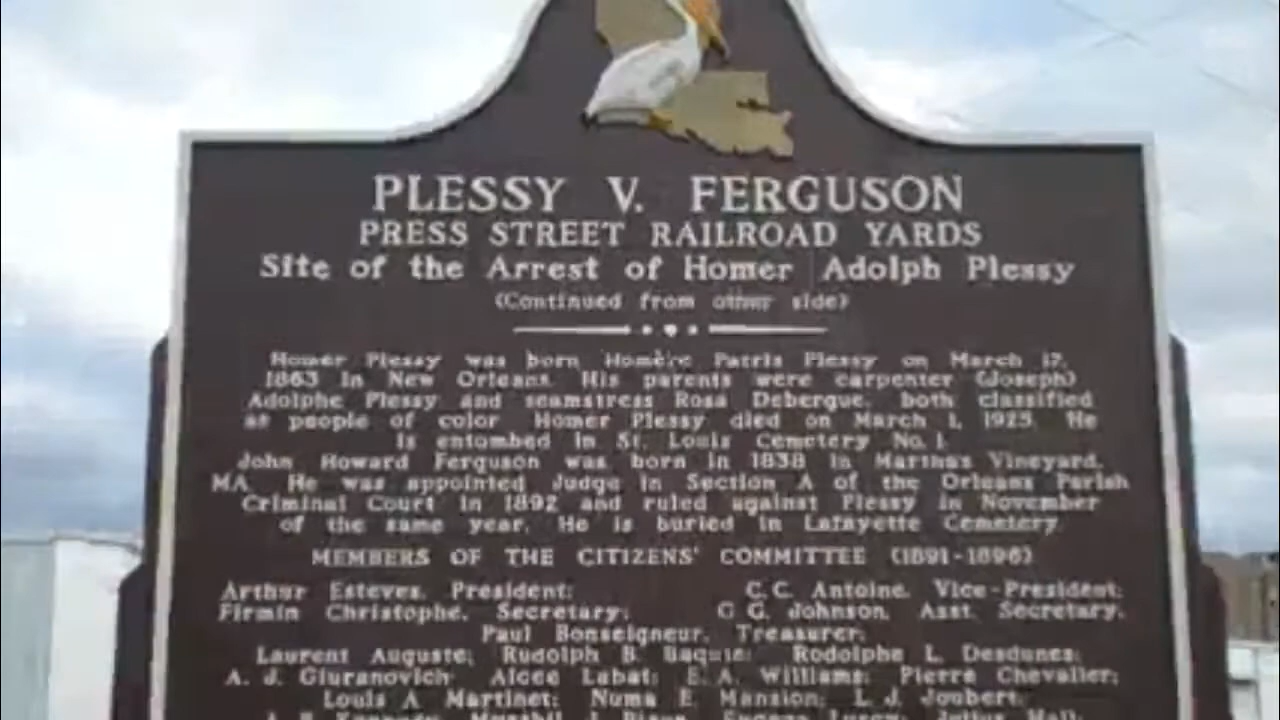 PLESSY V. FERGUSON
PRESS STREET RAILROAD YARDS
Site of the Arrest of Homer Adolph Plessy
(Continued from other side)
Homer Plessy was born Homère Patris Plessy on March 17,
1863 in New Orleans. His parents were carpenter (Joseph)
Adolphe Plessy and seamstress Rosa Debergue, both classified
as people of color. Homer Plessy died on March 1, 1925. He
is entombed in St. Louis Cemetery No. 1.
John Howard Ferguson was born in 1838 in Martha's Vineyard,
MA. He was appointed Judge in Section A of the Orleans Parish
Criminal Court in 1892 and ruled against Plessy in November
of the same year. He is buried in Lafayette Cemetery.
MEMBERS OF THE CITIZENS' COMMITTEE (1891-1896)
Arthur Esteves, President; C.C. Antoine, Vice-President;
Firmin Christophe, Secretary; G.G. Johnson, Asst. Secretary;
Paul Bonseigneur, Treasurer;
Laurent Auguste; Rudolph B. Baquie; Rodolphe L. Desdunes;
A. J. Giuranovich; Alcee Labat; E.A. Williams; Pierre Chevalier;
Louis A. Martinet; Numa E. Mansion; L.J. Joubert;